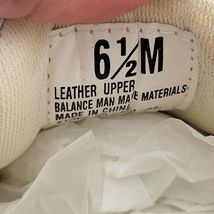 6½M
LEATHER UPPER
BALANCE MAN MADE MATERIALS
MADE IN CHINA